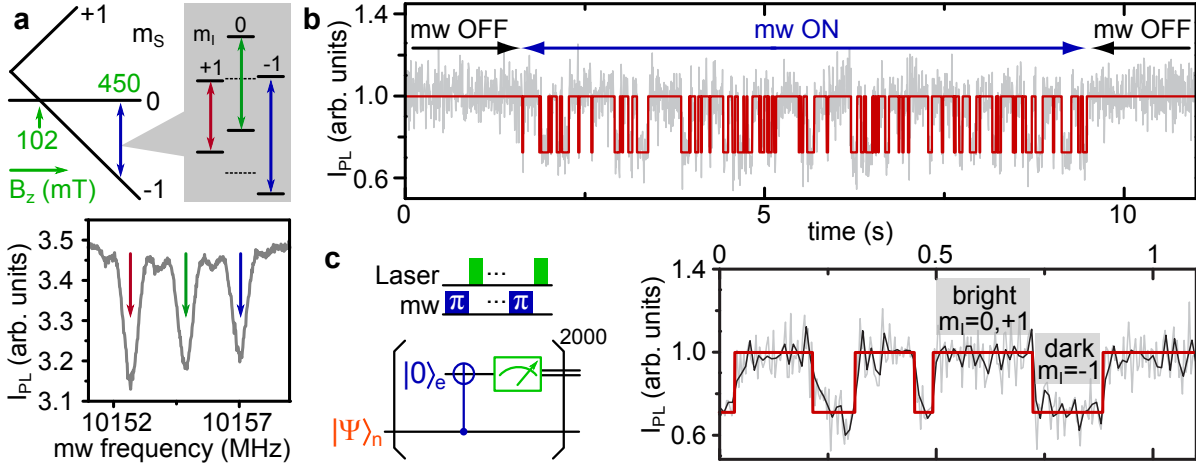 a
+1
m_S
m_I
0
+1
-1
450
0
102
B_z (mT)
-1
3.5
3.4
3.3
3.2
3.1
I_PL (arb. units)
10152
10157
mw frequency (MHz)
b
1.4
1.0
0.6
I_PL (arb. units)
mw OFF
mw ON
mw OFF
0
5
10
time (s)
c
Laser
...
mw
π
...
π
2000
|0⟩_e
|Ψ⟩_n
0
0.5
1
1.4
1.0
0.6
I_PL (arb. units)
bright
m_I=0,+1
dark
m_I=-1